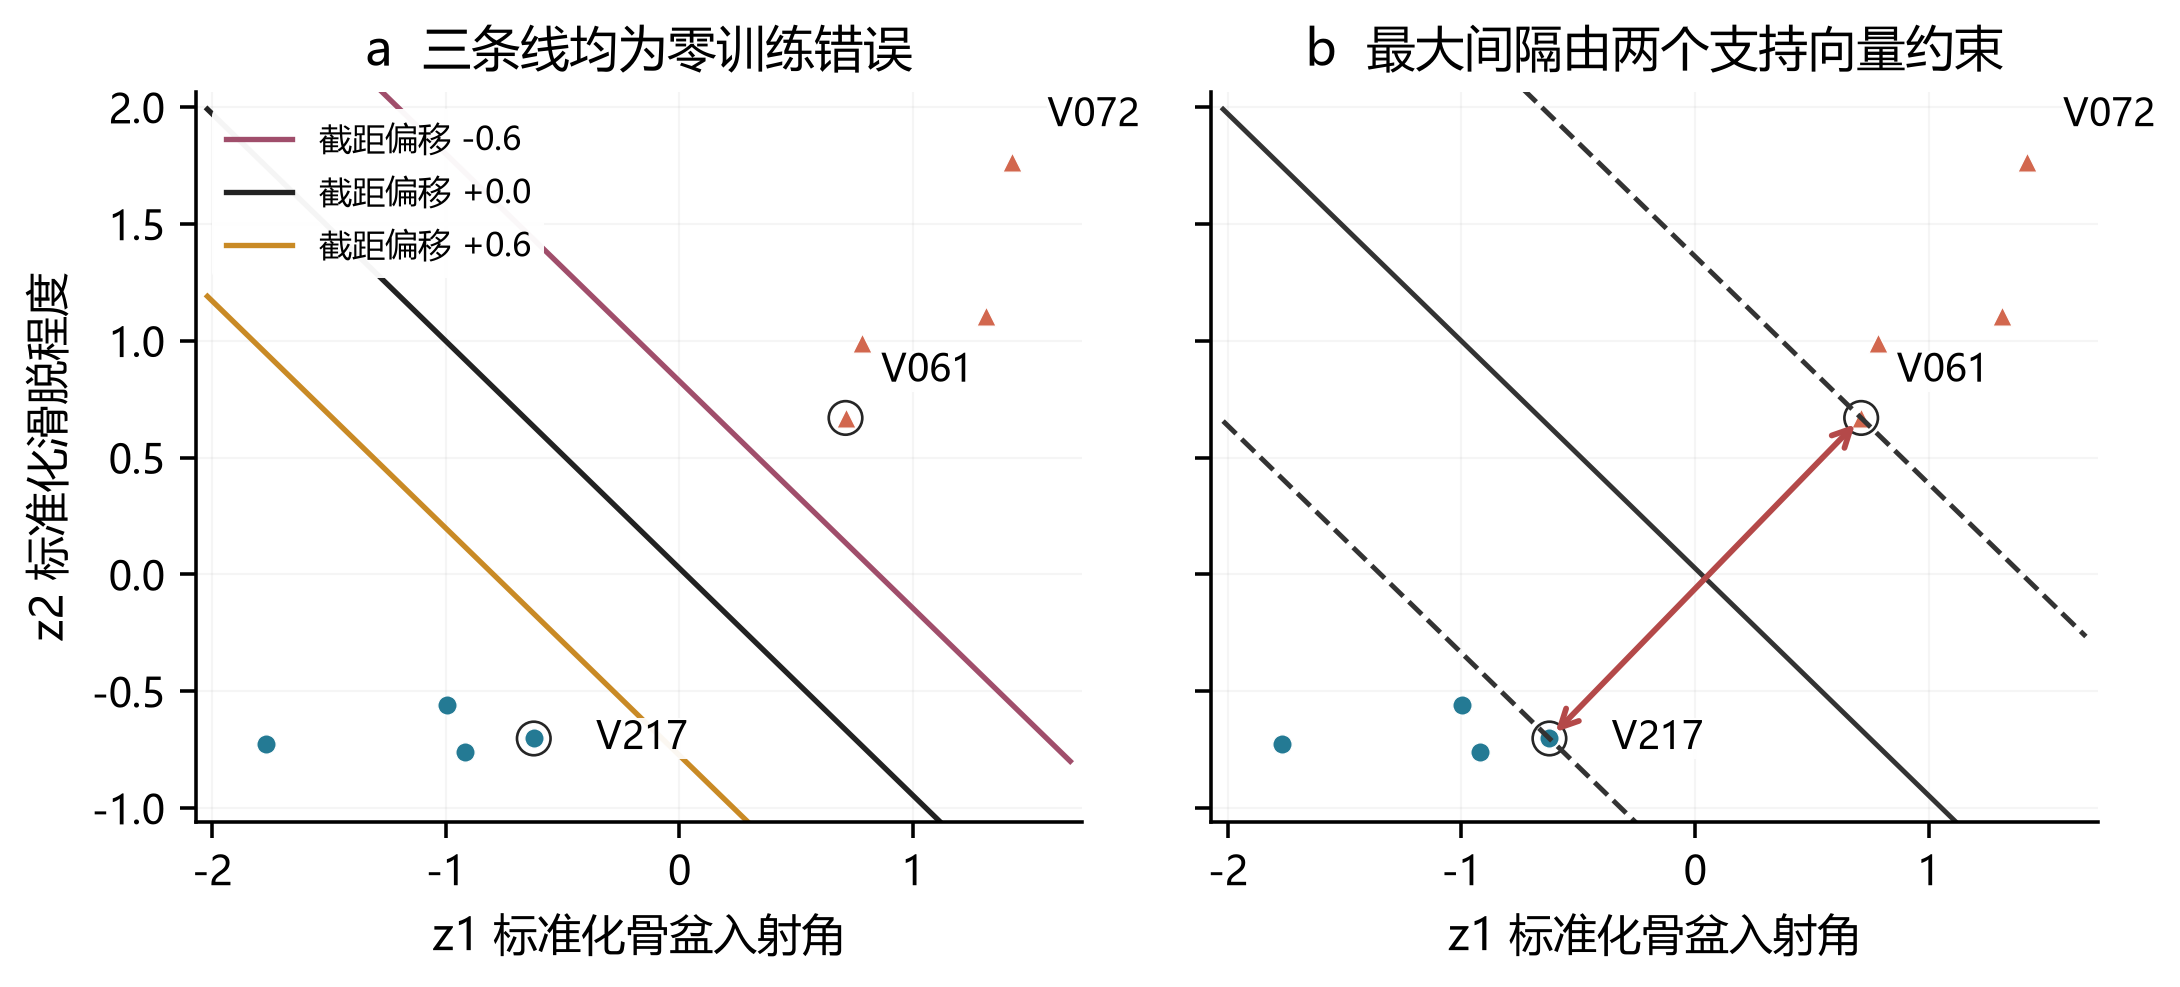 a 三条线均为零训练错误
截距偏移 -0.6
截距偏移 +0.0
截距偏移 +0.6
V072
V061
V217
2.0
1.5
1.0
0.5
0.0
-0.5
-1.0
z2 标准化滑脱程度
-2 -1 0 1
z1 标准化骨盆入射角
b 最大间隔由两个支持向量约束
V072
V061
V217
-2 -1 0 1
z1 标准化骨盆入射角